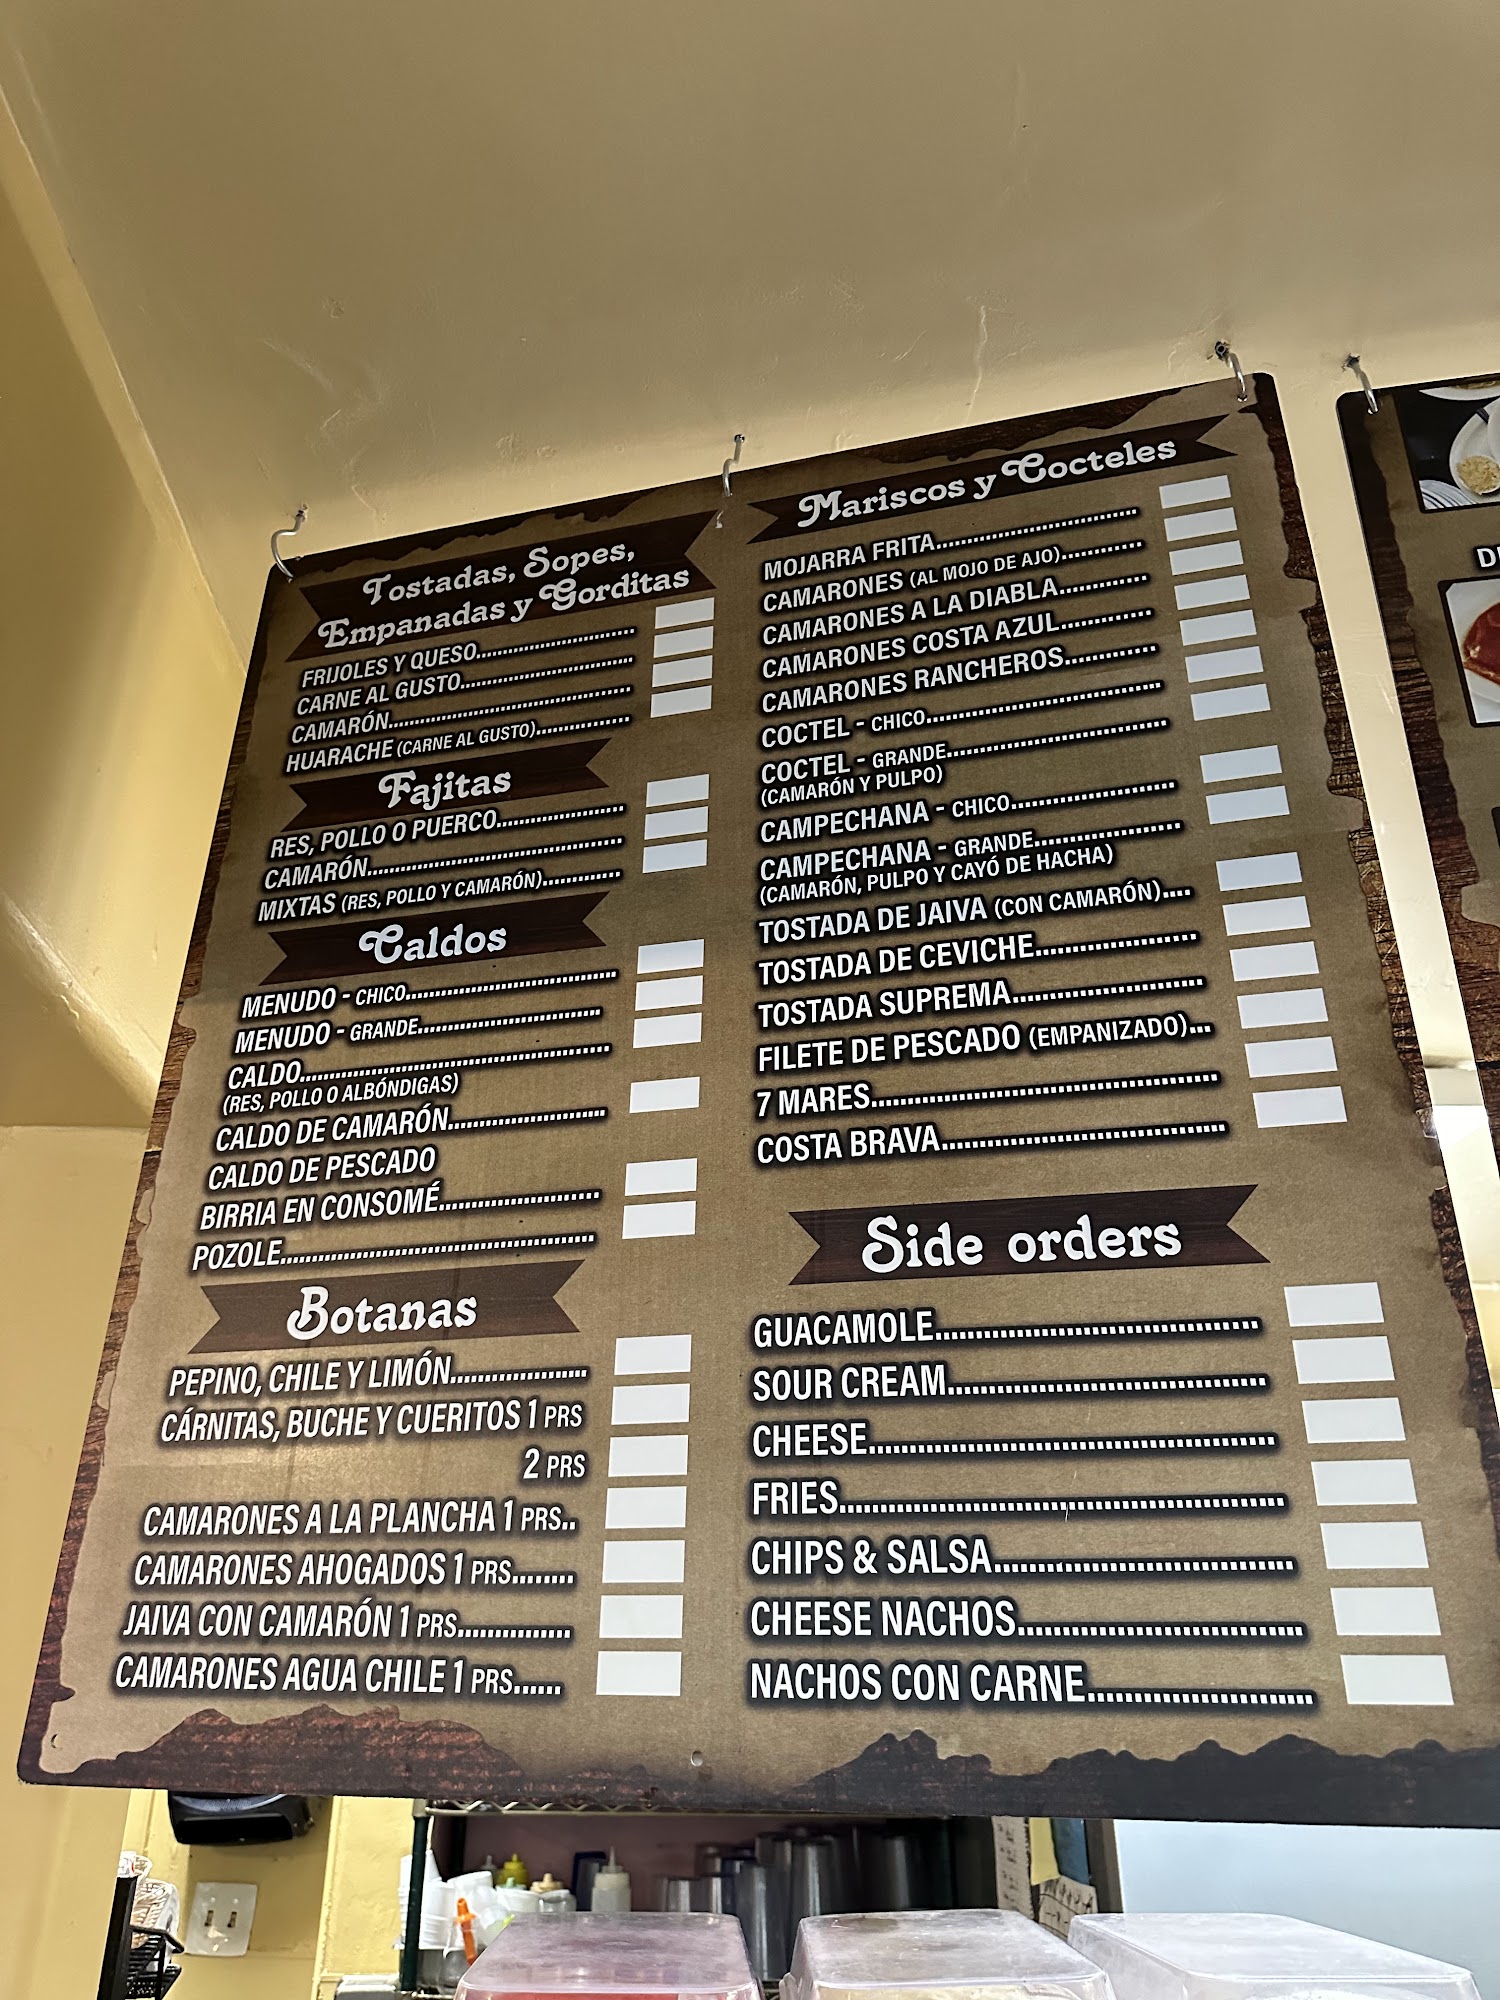 Tostadas, Sopes,
Empanadas y Gorditas
FRIJOLES Y QUESO..............................
CARNE AL GUSTO................................
CAMARÓN.............................................
HUARACHE (CARNE AL GUSTO)..................
Fajitas
RES, POLLO O PUERCO......................
CAMARÓN...........................................
MIXTAS (RES, POLLO Y CAMARÓN).............
Caldos
MENUDO - CHICO...................................
MENUDO - GRANDE..............................
CALDO................................................
(RES, POLLO O ALBÓNDIGAS)
CALDO DE CAMARÓN........................
CALDO DE PESCADO
BIRRIA EN CONSOMÉ........................
POZOLE................................................
Botanas
PEPINO, CHILE Y LIMÓN.....................
CÁRNITAS, BUCHE Y CUERITOS 1 PRS
2 PRS
CAMARONES A LA PLANCHA 1 PRS..
CAMARONES AHOGADOS 1 PRS........
JAIVA CON CAMARÓN 1 PRS...............
CAMARONES AGUA CHILE 1 PRS......
Mariscos y Cocteles
MOJARRA FRITA................................
CAMARONES (AL MOJO DE AJO)............
CAMARONES A LA DIABLA.............
CAMARONES COSTA AZUL.............
CAMARONES RANCHEROS.............
COCTEL - CHICO...................................
COCTEL - GRANDE................................
(CAMARÓN Y PULPO)
CAMPECHANA - CHICO........................
CAMPECHANA - GRANDE.....................
(CAMARÓN, PULPO Y CAYÓ DE HACHA)
TOSTADA DE JAIVA (CON CAMARÓN)....
TOSTADA DE CEVICHE.....................
TOSTADA SUPREMA.........................
FILETE DE PESCADO (EMPANIZADO)...
7 MARES............................................
COSTA BRAVA...................................
Side orders
GUACAMOLE.......................................
SOUR CREAM.....................................
CHEESE................................................
FRIES....................................................
CHIPS & SALSA...................................
CHEESE NACHOS.................................
NACHOS CON CARNE..........................